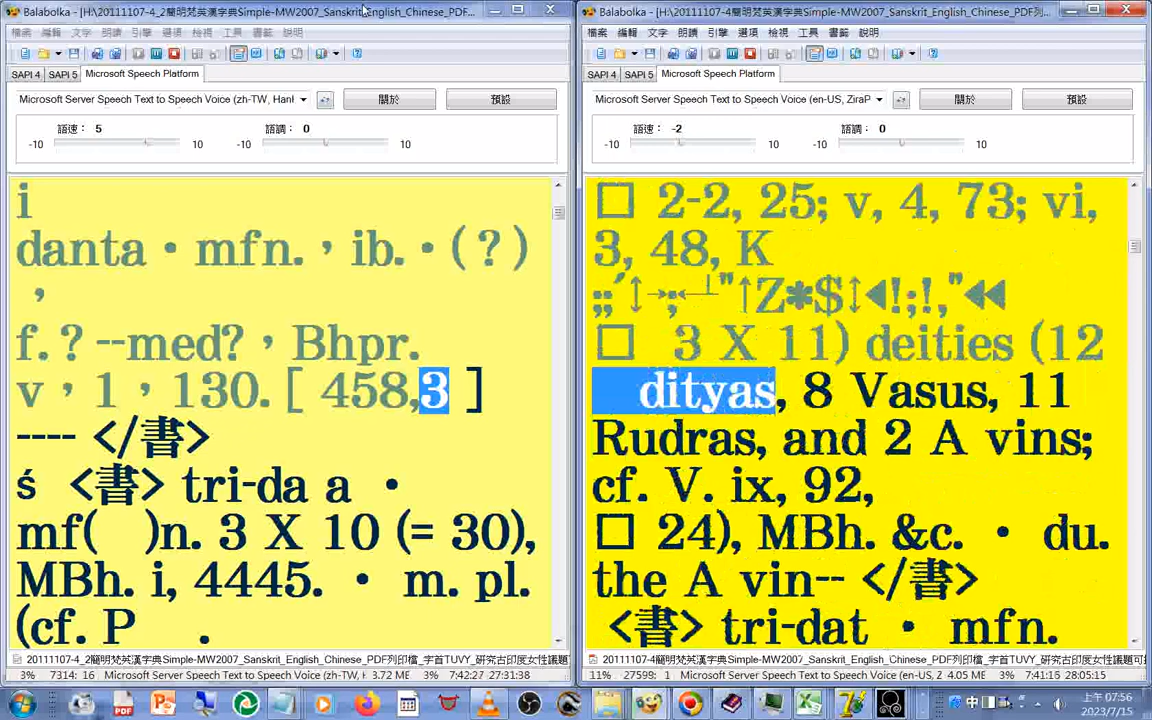 Balabolka - [H:\20111107-4_2簡明梵英漢字典Simple-MW2007_Sanskrit_English_Chinese_PDF...
檔案 編輯 文字 朗讀 引擎 選項 檢視 工具 書籤 說明
SAPI 4 SAPI 5 Microsoft Speech Platform
Microsoft Server Speech Text to Speech Voice (zh-TW, HanI 關於 預設
語速： 5 語調： 0
-10 10 -10 10
i
danta・mfn.，ib.・(？)
，
f.？--med?，Bhpr.
v，1，130.［ 458,3 ］
---- </書>
ś <書> tri-da a ・
mf( )n. 3 X 10 (= 30),
MBh. i, 4445. ・ m. pl.
(cf. P .
20111107-4_2簡明梵英漢字典Simple-MW2007_Sanskrit_English_Chinese_PDF列印檔_字首TUVY_研究古印度女性議題
3% 7314: 16 Microsoft Server Speech Text to Speech Voice (zh-TW, H 3.72 MB 3% 7:42:27 27:31:38
Balabolka - [H:\20111107-4簡明梵英漢字典Simple-MW2007_Sanskrit_English_Chinese_PDF列...
檔案 編輯 文字 朗讀 引擎 選項 檢視 工具 書籤 說明
SAPI 4 SAPI 5 Microsoft Speech Platform
Microsoft Server Speech Text to Speech Voice (en-US, ZiraP 關於 預設
語速： -2 語調： 0
-10 10 -10 10
□ 2-2, 25; v, 4, 73; vi,
3, 48, K
□ 3 X 11) deities (12
dityas, 8 Vasus, 11
Rudras, and 2 A vins;
cf. V. ix, 92,
□ 24), MBh. &c. ・ du.
the A vin-- </書>
<書> tri-dat ・ mfn.
20111107-4簡明梵英漢字典Simple-MW2007_Sanskrit_English_Chinese_PDF列印檔_字首TUVY_研究古印度女性議題可
11% 27599: 1 Microsoft Server Speech Text to Speech Voice (en-US, Z 4.05 MB 3% 7:41:16 28:05:15
中
上午 07:56
2023/7/15